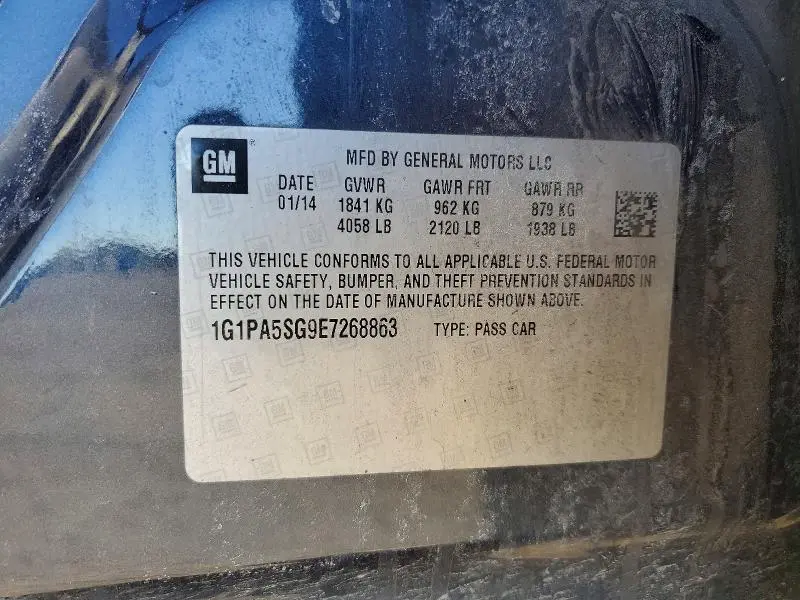 GM ®
MFD BY GENERAL MOTORS LLC
DATE GVWR GAWR FRT GAWR RR
01/14 1841 KG 962 KG 879 KG
4058 LB 2120 LB 1938 LB
THIS VEHICLE CONFORMS TO ALL APPLICABLE U.S. FEDERAL MOTOR
VEHICLE SAFETY, BUMPER, AND THEFT PREVENTION STANDARDS IN
EFFECT ON THE DATE OF MANUFACTURE SHOWN ABOVE.
1G1PA5SG9E7268863 TYPE: PASS CAR